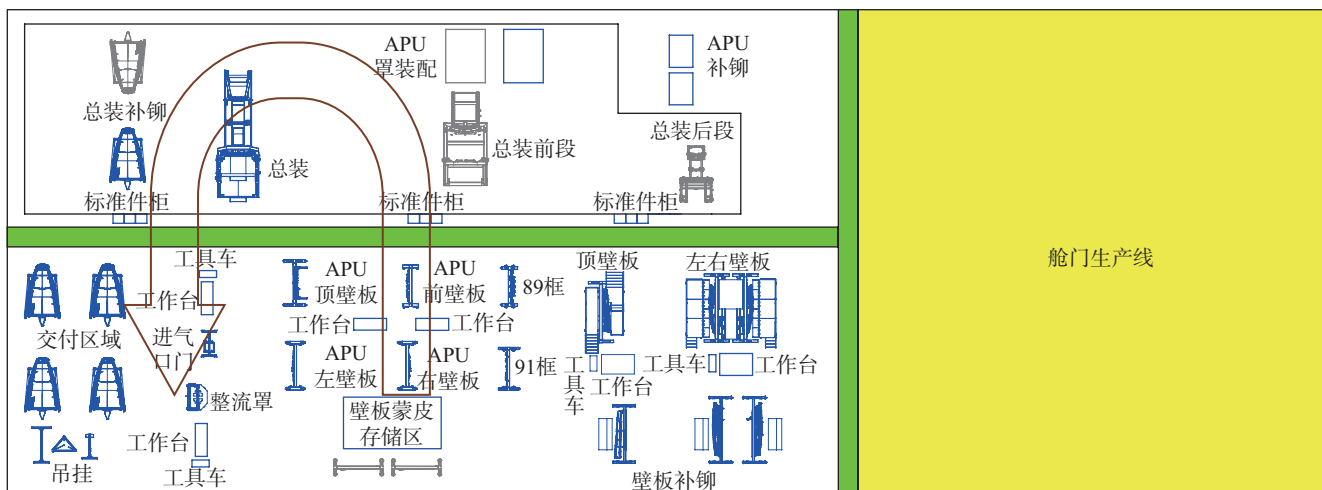 APU
罩装配
APU
补铆
总装补铆
总装
总装前段
总装后段
标准件柜
标准件柜
标准件柜
舱门生产线
工具车
工作台
交付区域
进气
口门
整流罩
工作台
工具车
吊挂
APU
顶壁板
APU
前壁板
89框
工作台
工作台
APU
左壁板
APU
右壁板
91框
壁板蒙皮
存储区
顶壁板
左右壁板
工
具
车
工作台
工具车
工作台
壁板补铆